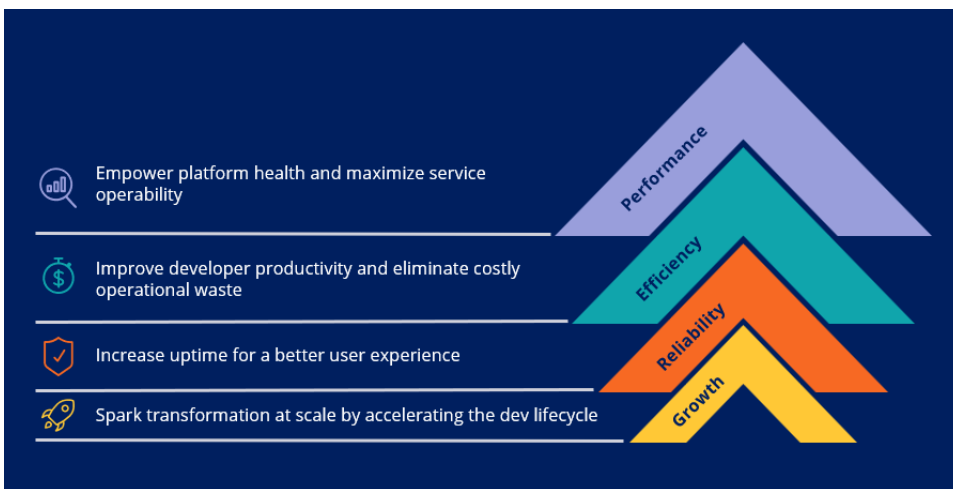 Empower platform health and maximize service
operability
Performance
Improve developer productivity and eliminate costly
operational waste
Efficiency
Increase uptime for a better user experience
Reliability
Spark transformation at scale by accelerating the dev lifecycle
Growth
$